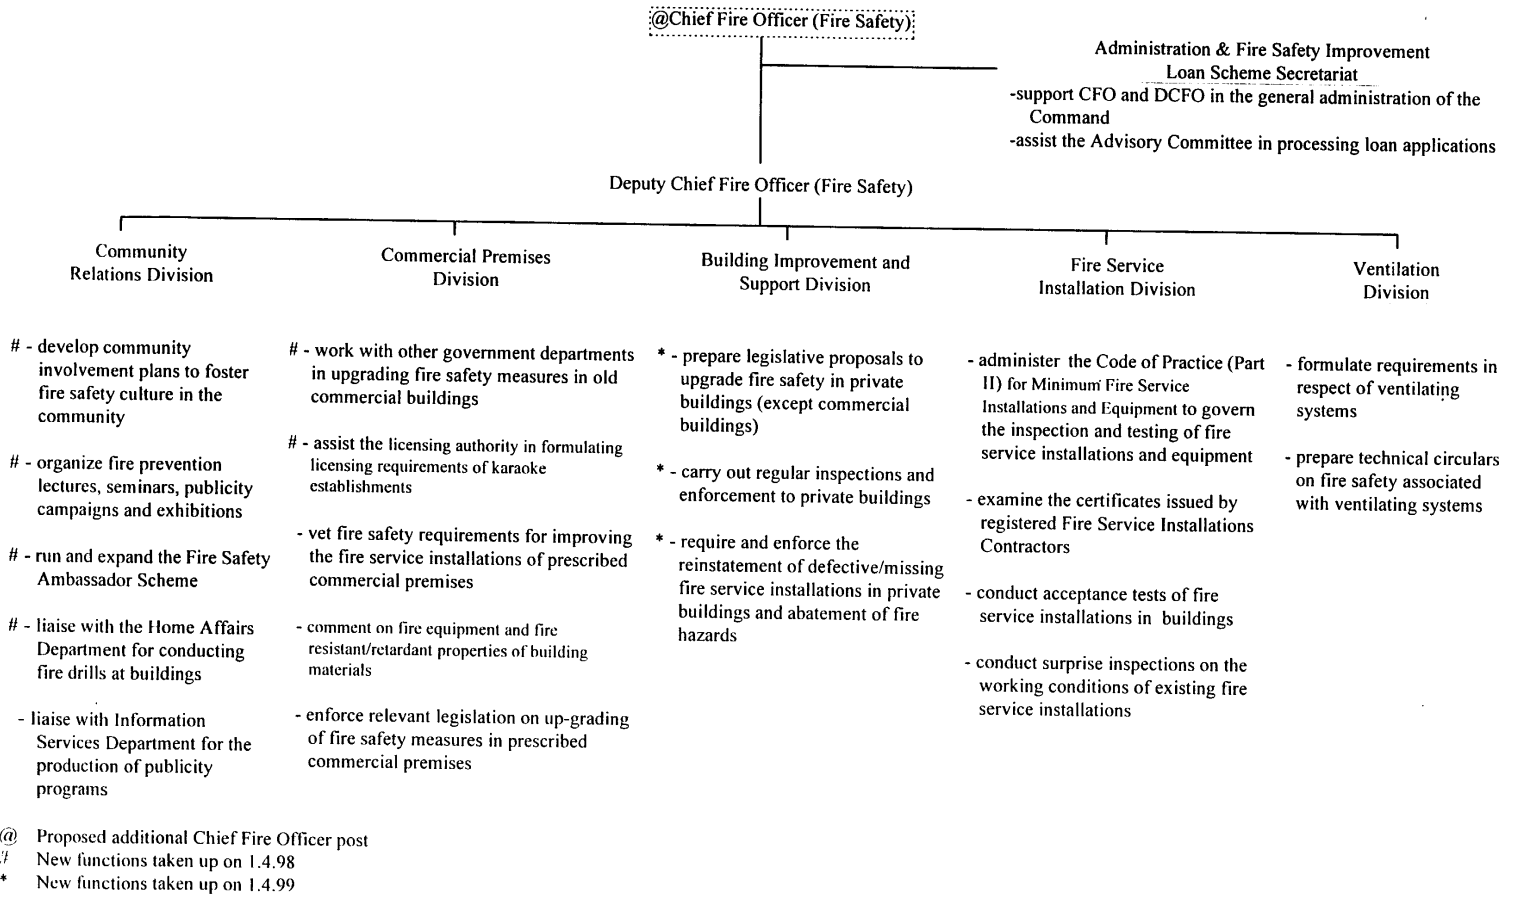 @Chief Fire Officer (Fire Safety)
Administration & Fire Safety Improvement
Loan Scheme Secretariat
-support CFO and DCFO in the general administration of the
Command
-assist the Advisory Committee in processing loan applications
Deputy Chief Fire Officer (Fire Safety)
Community
Relations Division
# - develop community
involvement plans to foster
fire safety culture in the
community
# - organize fire prevention
lectures, seminars, publicity
campaigns and exhibitions
# - run and expand the Fire Safety
Ambassador Scheme
# - liaise with the Home Affairs
Department for conducting
fire drills at buildings
- liaise with Information
Services Department for the
production of publicity
programs
Commercial Premises
Division
# - work with other government departments
in upgrading fire safety measures in old
commercial buildings
# - assist the licensing authority in formulating
licensing requirements of karaoke
establishments
- vet fire safety requirements for improving
the fire service installations of prescribed
commercial premises
- comment on fire equipment and fire
resistant/retardant properties of building
materials
- enforce relevant legislation on up-grading
of fire safety measures in prescribed
commercial premises
Building Improvement and
Support Division
* - prepare legislative proposals to
upgrade fire safety in private
buildings (except commercial
buildings)
* - carry out regular inspections and
enforcement to private buildings
* - require and enforce the
reinstatement of defective/missing
fire service installations in private
buildings and abatement of fire
hazards
Fire Service
Installation Division
- administer the Code of Practice (Part
II) for Minimum Fire Service
Installations and Equipment to govern
the inspection and testing of fire
service installations and equipment
- examine the certificates issued by
registered Fire Service Installations
Contractors
- conduct acceptance tests of fire
service installations in buildings
- conduct surprise inspections on the
working conditions of existing fire
service installations
Ventilation
Division
- formulate requirements in
respect of ventilating
systems
- prepare technical circulars
on fire safety associated
with ventilating systems
@ Proposed additional Chief Fire Officer post
# New functions taken up on 1.4.98
* New functions taken up on 1.4.99